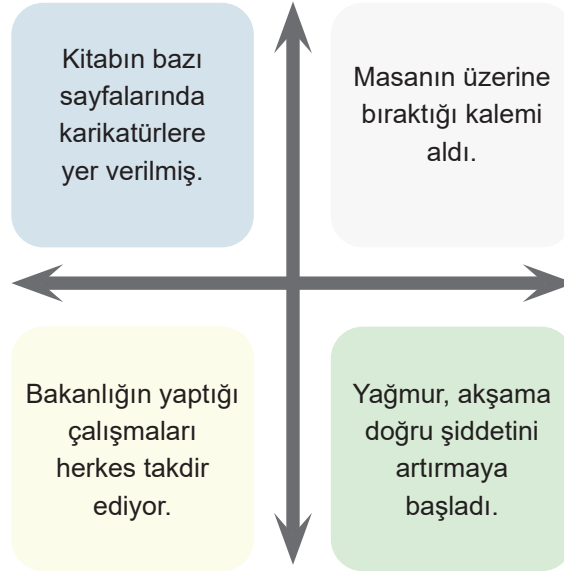 Kitabın bazı
sayfalarında
karikatürlere
yer verilmiş.
Masanın üzerine
bıraktığı kalemi
aldı.
Bakanlığın yaptığı
çalışmaları
herkes takdir
ediyor.
Yağmur, akşama
doğru şiddetini
artırmaya
başladı.